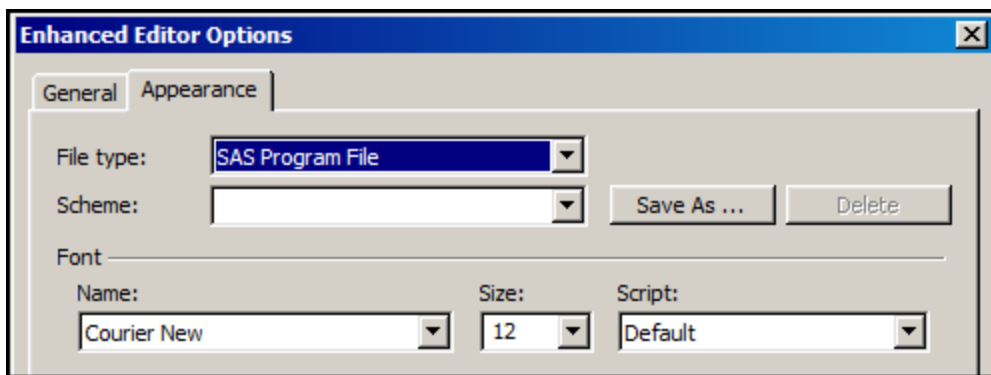 Enhanced Editor Options
General Appearance
File type: SAS Program File
Scheme: Save As ... Delete
Font
Name: Size: Script:
Courier New 12 Default